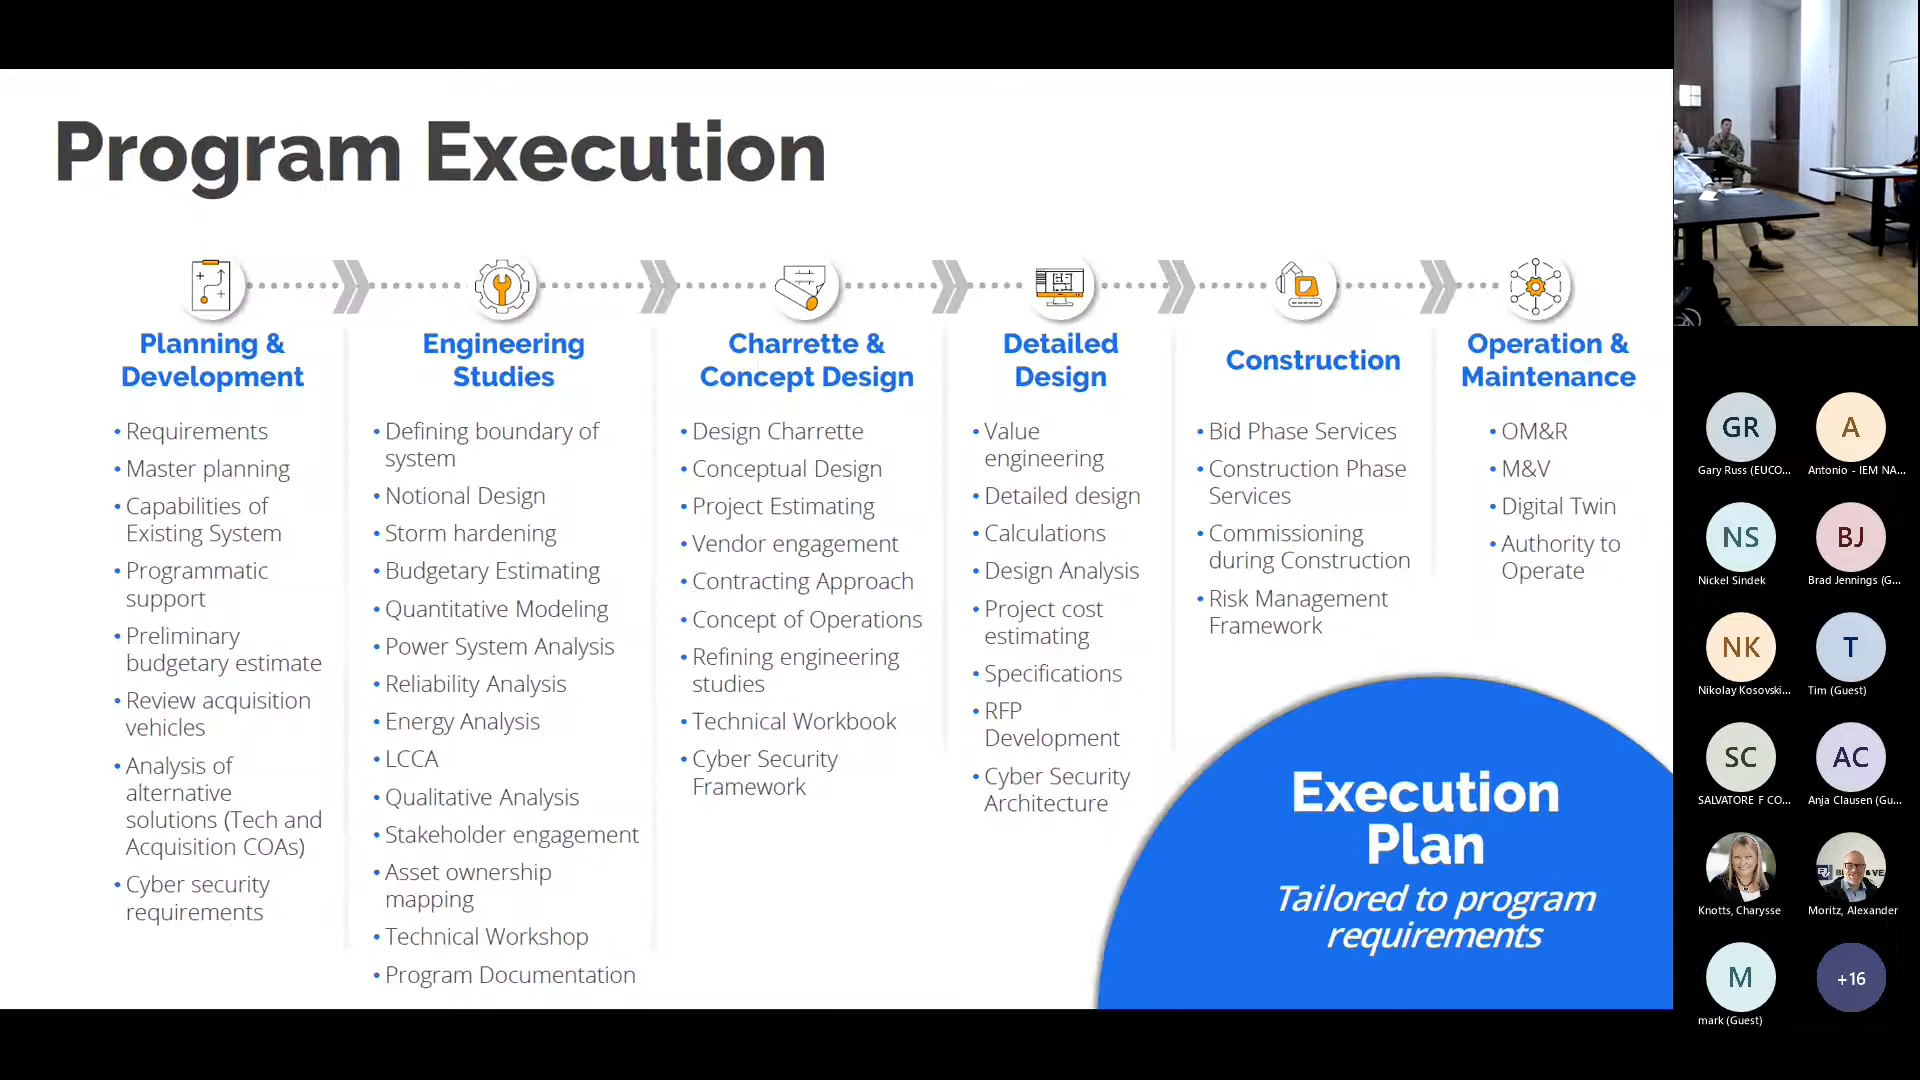 Program Execution
Planning &
Development
• Requirements
• Master planning
• Capabilities of
Existing System
• Programmatic
support
• Preliminary
budgetary estimate
• Review acquisition
vehicles
• Analysis of
alternative
solutions (Tech and
Acquisition COAs)
• Cyber security
requirements
Engineering
Studies
• Defining boundary of
system
• Notional Design
• Storm hardening
• Budgetary Estimating
• Quantitative Modeling
• Power System Analysis
• Reliability Analysis
• Energy Analysis
• LCCA
• Qualitative Analysis
• Stakeholder engagement
• Asset ownership
mapping
• Technical Workshop
• Program Documentation
Charrette &
Concept Design
• Design Charrette
• Conceptual Design
• Project Estimating
• Vendor engagement
• Contracting Approach
• Concept of Operations
• Refining engineering
studies
• Technical Workbook
• Cyber Security
Framework
Detailed
Design
• Value
engineering
• Detailed design
• Calculations
• Design Analysis
• Project cost
estimating
• Specifications
• RFP
Development
• Cyber Security
Architecture
Construction
• Bid Phase Services
• Construction Phase
Services
• Commissioning
during Construction
• Risk Management
Framework
Operation &
Maintenance
• OM&R
• M&V
• Digital Twin
• Authority to
Operate
Execution
Plan
Tailored to program
requirements
GR
Gary Russ (EUCO...
A
Antonio - IEM NA...
NS
Nickel Sindek
BJ
Brad Jennings (G...
NK
Nikolay Kosovski...
T
Tim (Guest)
SC
SALVATORE F CO...
AC
Anja Clausen (Gu...
Knotts, Charysse
Moritz, Alexander
M
mark (Guest)
+16